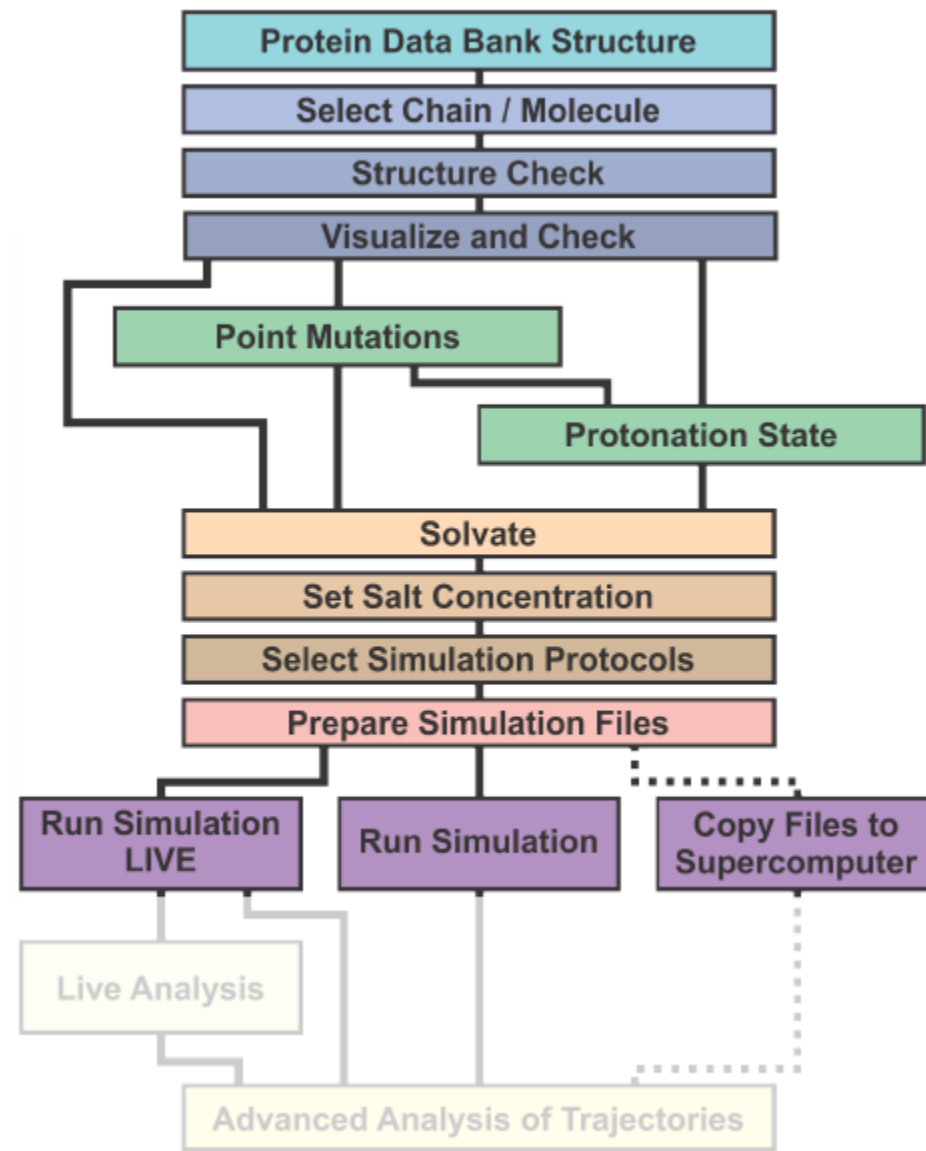 Protein Data Bank Structure
Select Chain / Molecule
Structure Check
Visualize and Check
Point Mutations
Protonation State
Solvate
Set Salt Concentration
Select Simulation Protocols
Prepare Simulation Files
Run Simulation
LIVE
Run Simulation
Copy Files to
Supercomputer
Live Analysis
Advanced Analysis of Trajectories